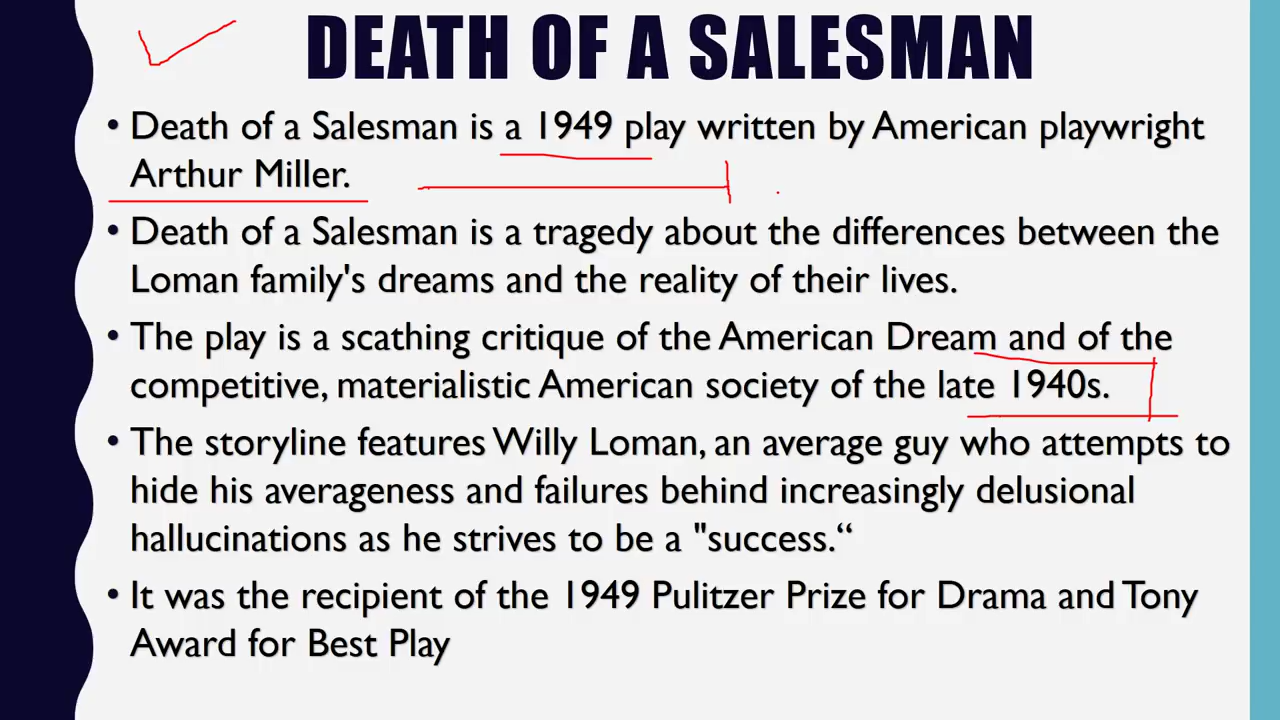 DEATH OF A SALESMAN
• Death of a Salesman is a 1949 play written by American playwright
Arthur Miller.
• Death of a Salesman is a tragedy about the differences between the
Loman family's dreams and the reality of their lives.
• The play is a scathing critique of the American Dream and of the
competitive, materialistic American society of the late 1940s.
• The storyline features Willy Loman, an average guy who attempts to
hide his averageness and failures behind increasingly delusional
hallucinations as he strives to be a "success.“
• It was the recipient of the 1949 Pulitzer Prize for Drama and Tony
Award for Best Play